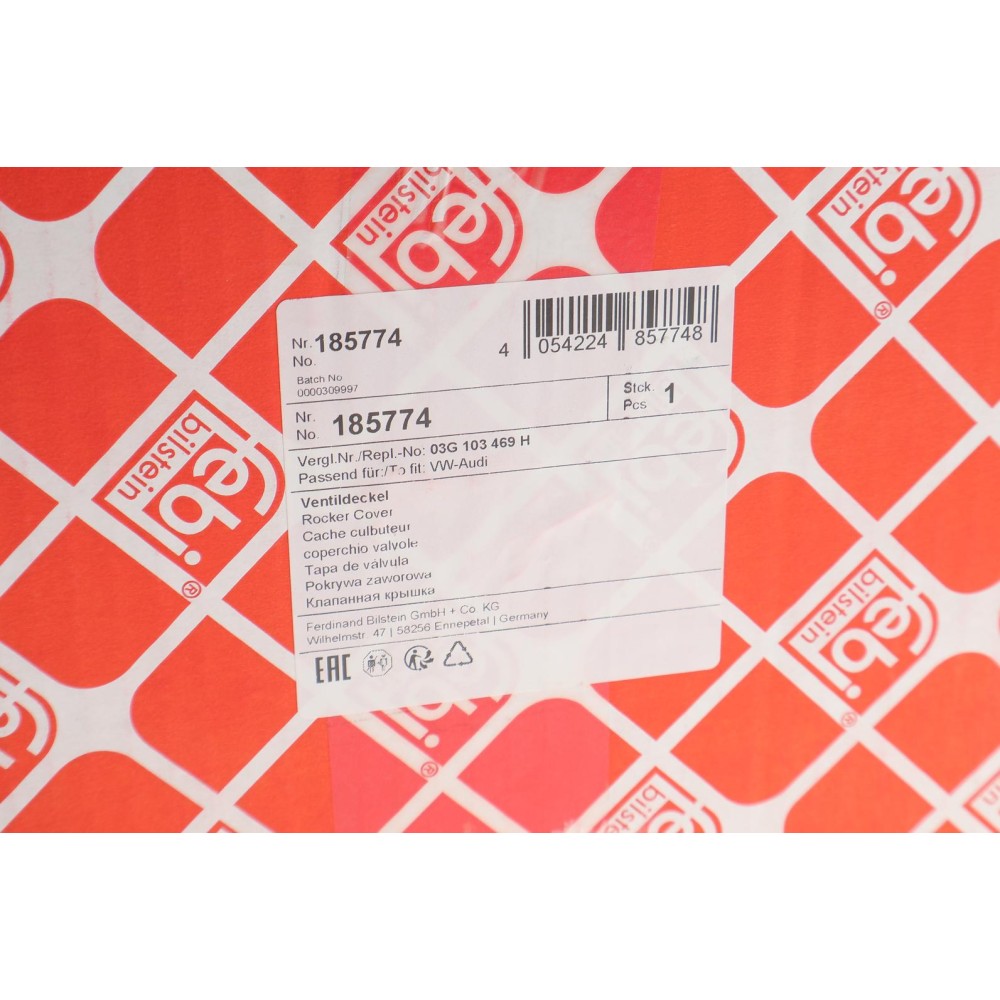 febi
bilstein
febi
bilstein
®
Nr. 185774
No.
4 054224 857748
Batch No
0000309997
Nr.
No. 185774
Stck.
Pcs 1
Vergl.Nr./Repl.-No: 03G 103 469 H
Passend für:/To fit: VW-Audi
Ventildeckel
Rocker Cover
Cache culbuteur
coperchio valvole
Tapa de válvula
Pokrywa zaworowa
Клапанная крышка
Ferdinand Bilstein GmbH + Co. KG
Wilhelmstr. 47 | 58256 Ennepetal | Germany
EAC
febi
bilstein
®
febi
bilstein
®
ebi
®
febi
bilstein